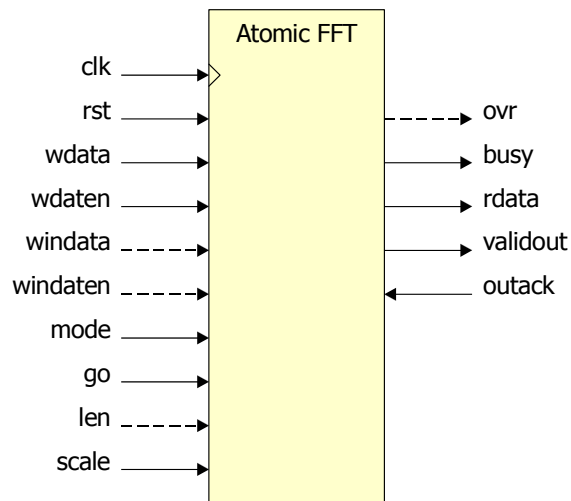 Atomic FFT
clk
rst
wdata
wdaten
windata
windaten
mode
go
len
scale
ovr
busy
rdata
validout
outack